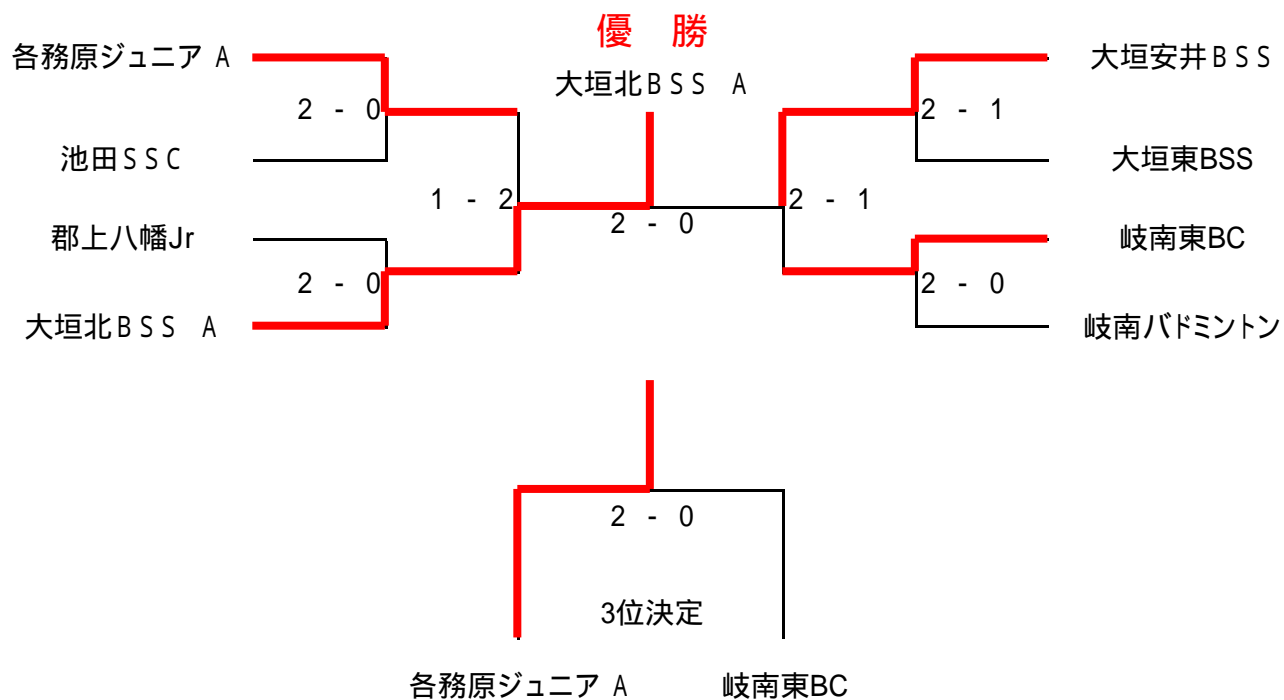 優 勝
各務原ジュニア A
大垣北BSS A
大垣安井BSS
2 - 0
2 - 1
池田SSC
大垣東BSS
1 - 2
2 - 0
2 - 1
郡上八幡Jr
岐南東BC
2 - 0
2 - 0
大垣北BSS A
岐南バドミントン
2 - 0
3位決定
各務原ジュニア A
岐南東BC